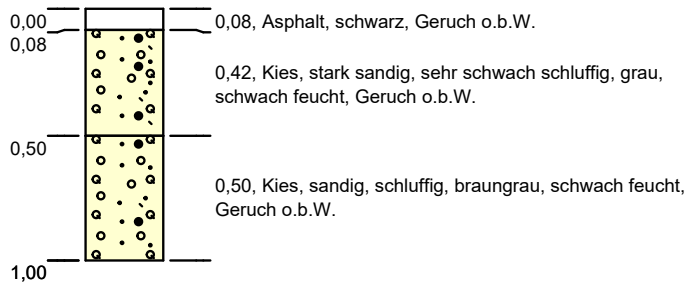 0,00
0,08, Asphalt, schwarz, Geruch o.b.W.
0,08
0,42, Kies, stark sandig, sehr schwach schluffig, grau,
schwach feucht, Geruch o.b.W.
0,50
0,50, Kies, sandig, schluffig, braungrau, schwach feucht,
Geruch o.b.W.
1,00